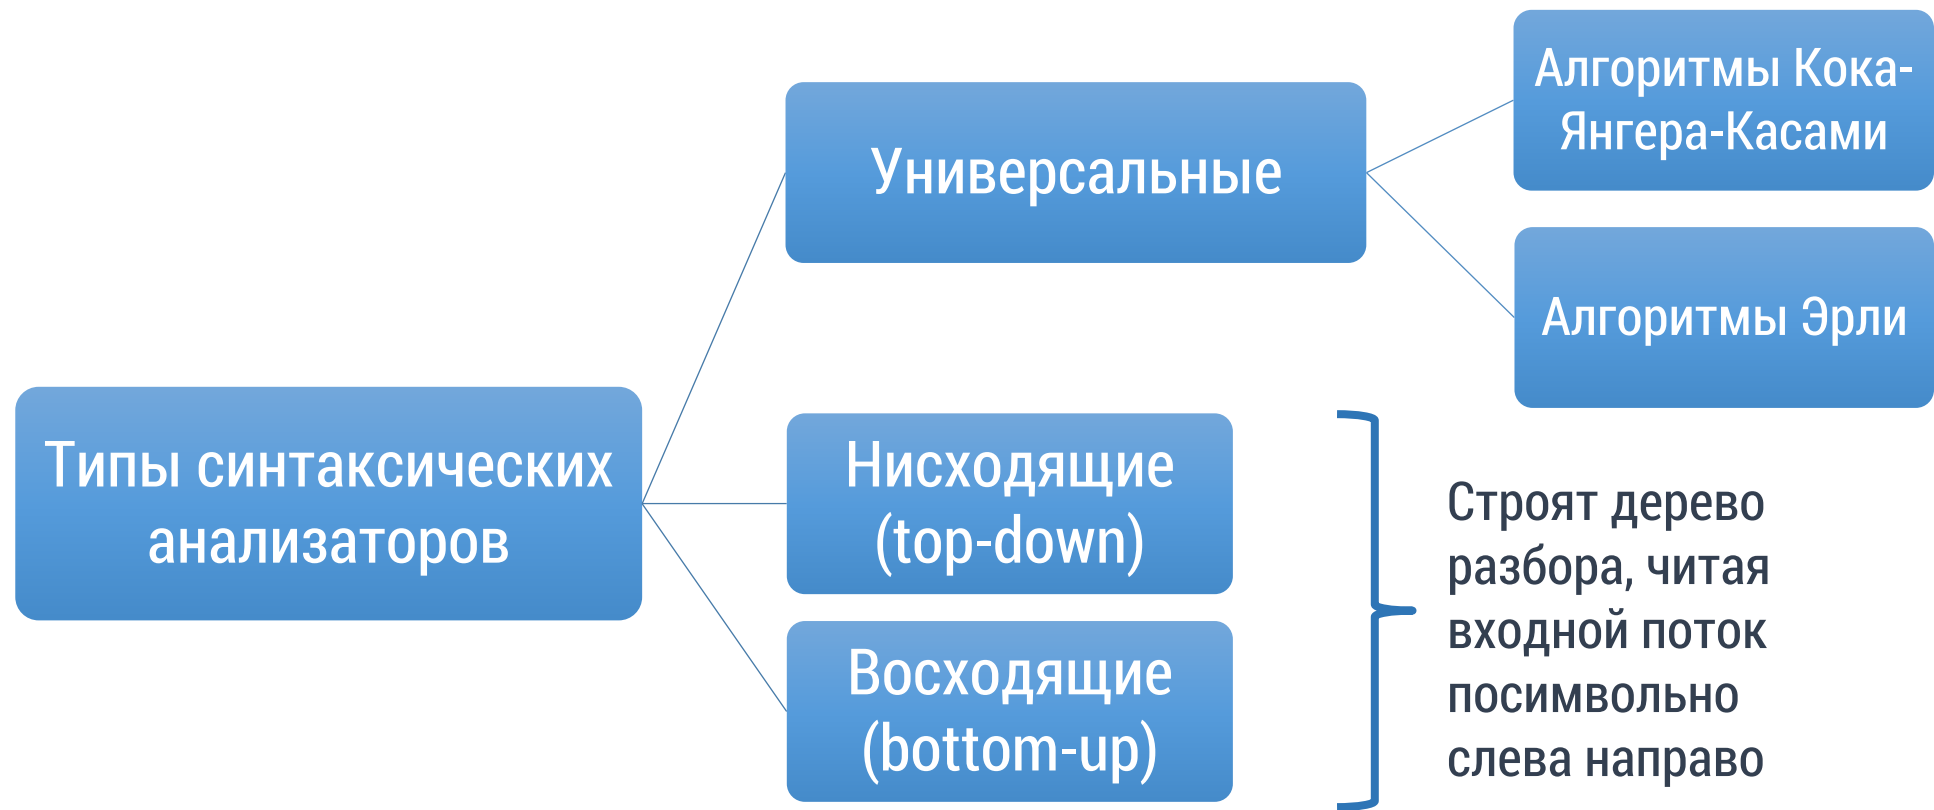 Алгоритмы Кока-
Янгера-Касами
Универсальные
Алгоритмы Эрли
Типы синтаксических
анализаторов
Нисходящие
(top-down)
Восходящие
(bottom-up)
Строят дерево
разбора, читая
входной поток
посимвольно
слева направо